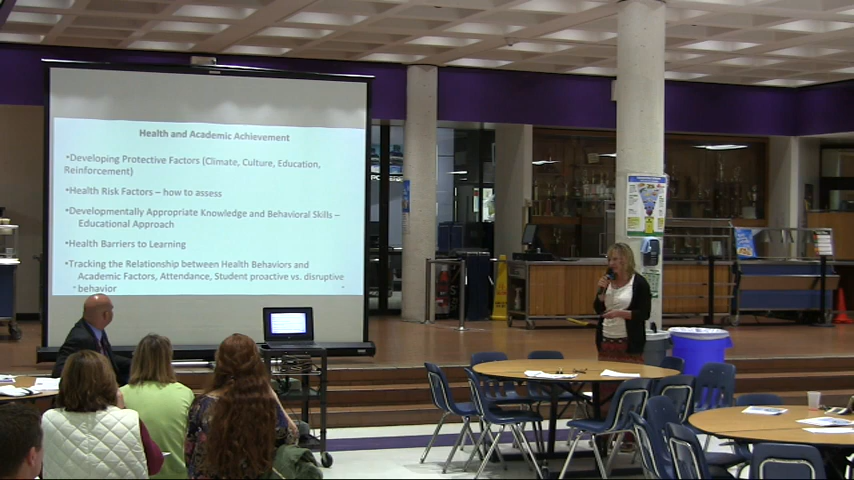 Health and Academic Achievement
•Developing Protective Factors (Climate, Culture, Education,
Reinforcement)
•Health Risk Factors – how to assess
•Developmentally Appropriate Knowledge and Behavioral Skills –
Educational Approach
•Health Barriers to Learning
•Tracking the Relationship between Health Behaviors and
Academic Factors, Attendance, Student proactive vs. disruptive
behavior